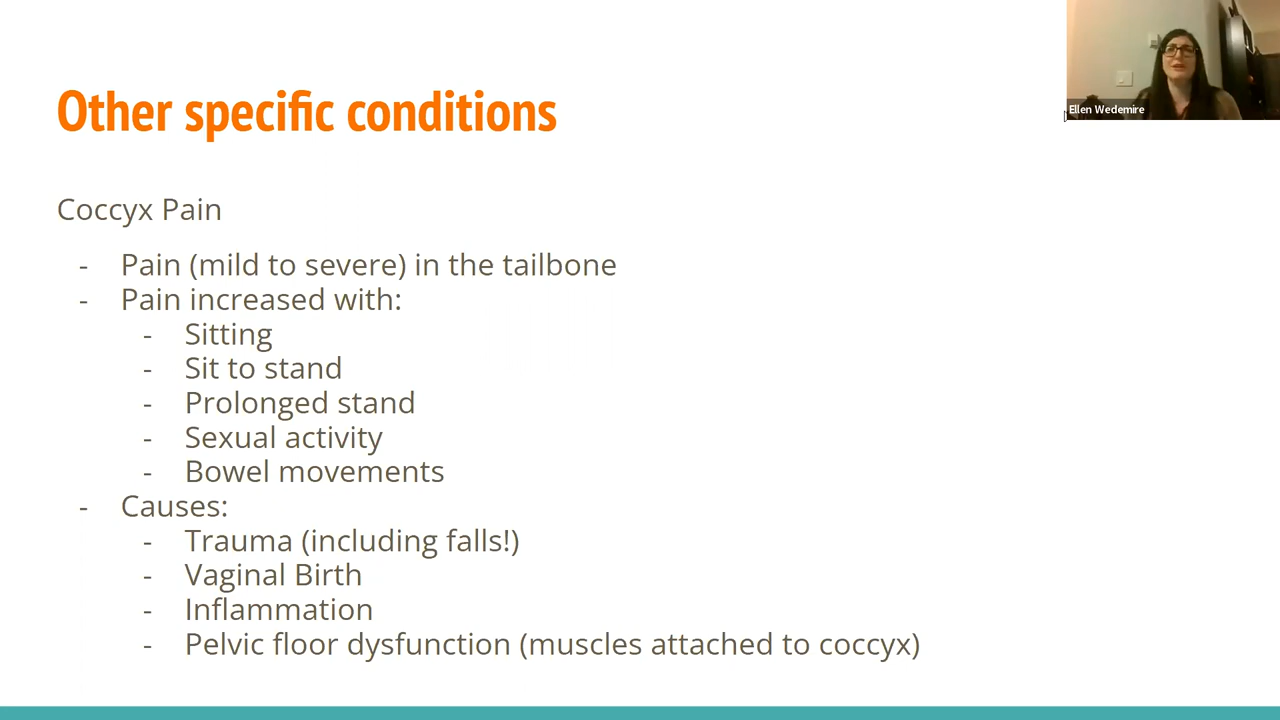 Other specific conditions
Ellen Wedemire
Coccyx Pain
- Pain (mild to severe) in the tailbone
- Pain increased with:
- Sitting
- Sit to stand
- Prolonged stand
- Sexual activity
- Bowel movements
- Causes:
- Trauma (including falls!)
- Vaginal Birth
- Inflammation
- Pelvic floor dysfunction (muscles attached to coccyx)